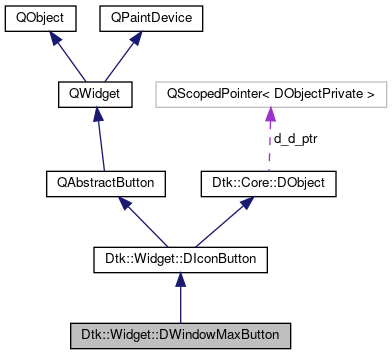 QObject
QPaintDevice
QWidget
QScopedPointer< DObjectPrivate >
d_d_ptr
QAbstractButton
Dtk::Core::DObject
Dtk::Widget::DIconButton
Dtk::Widget::DWindowMaxButton